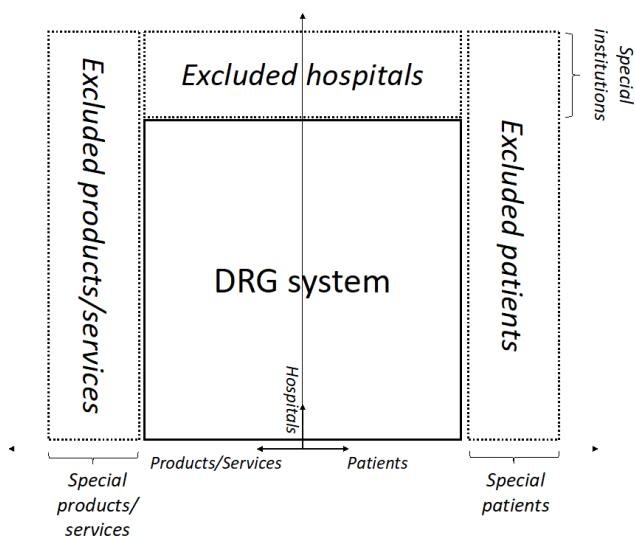 Excluded hospitals
Special
institutions
Excluded products/services
Excluded patients
DRG system
Hospitals
Products/Services
Patients
Special
products/
services
Special
patients